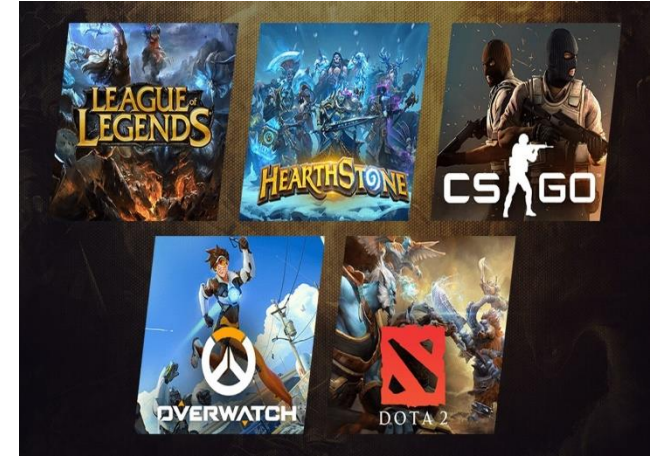 LEAGUE of
LEGENDS
HEARTHSTONE
CS GO
OVERWATCH
DOTA 2